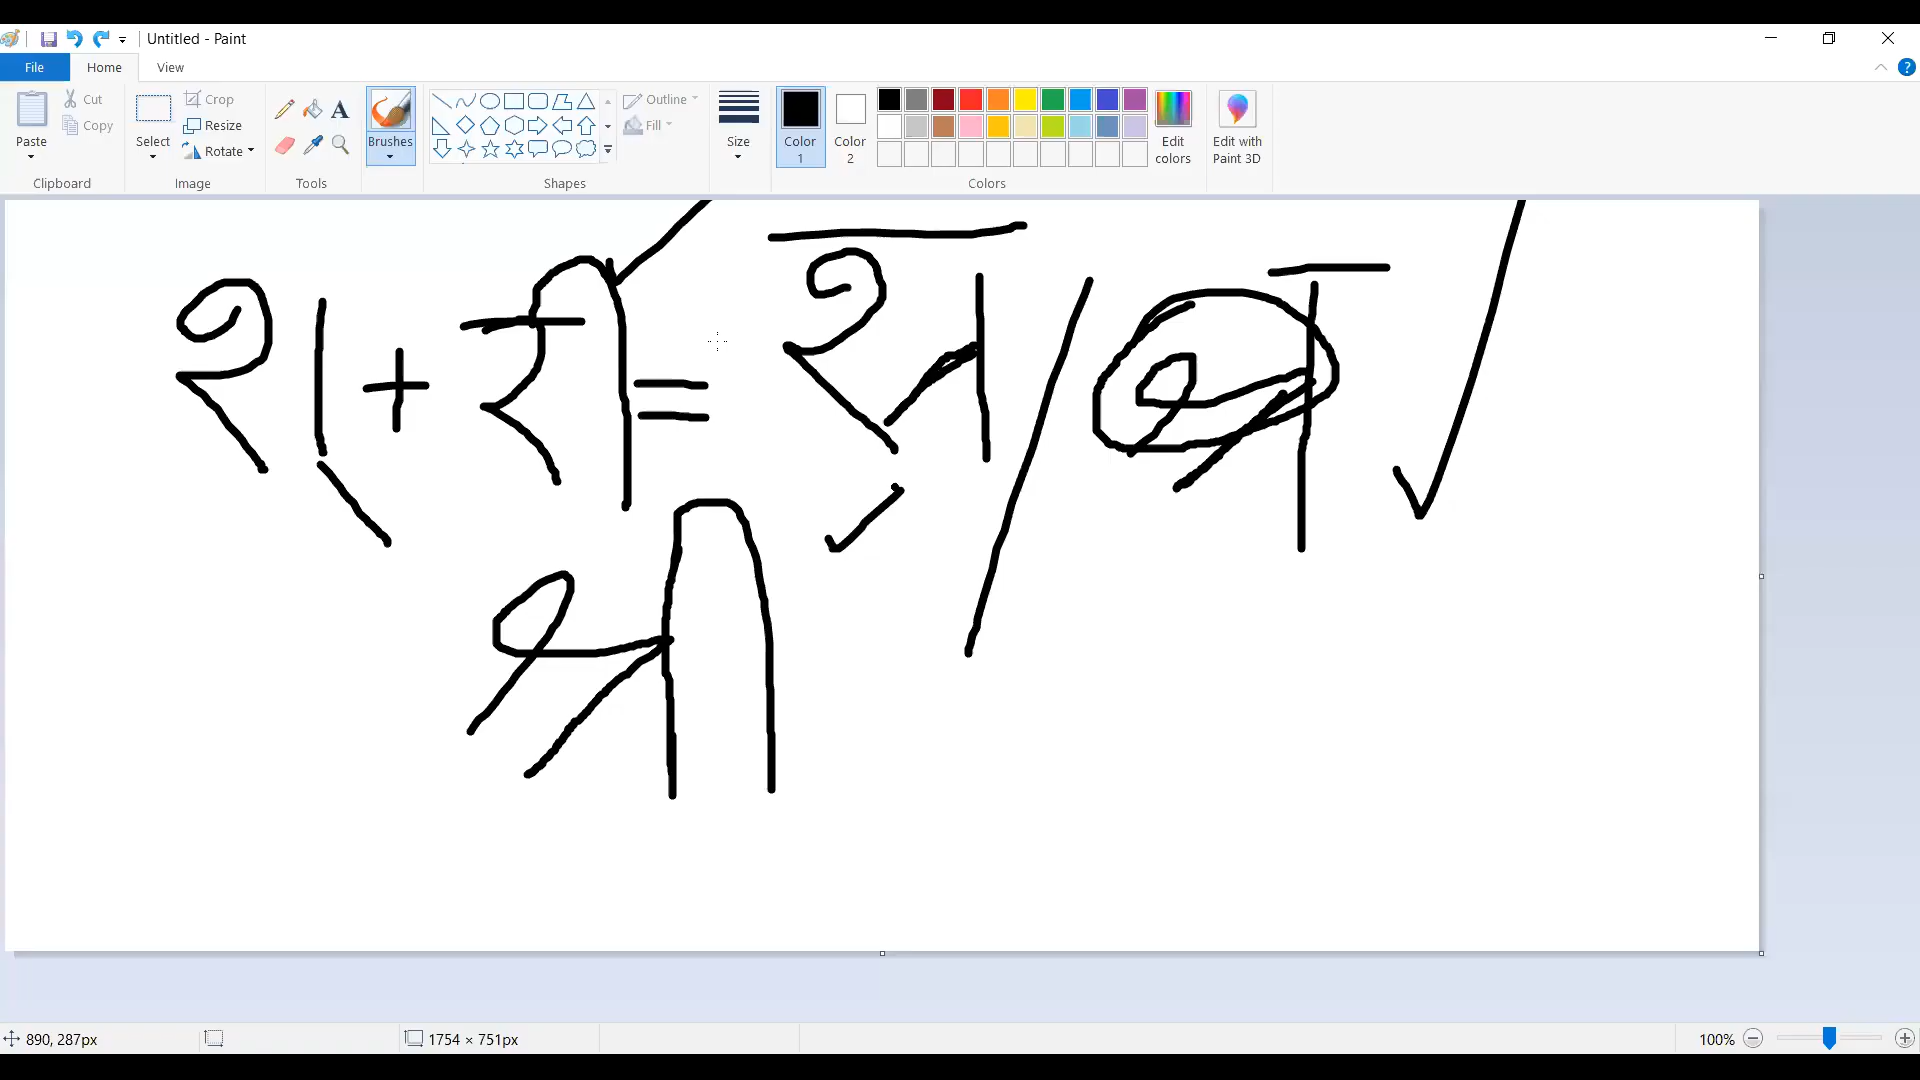 Untitled - Paint
File Home View
Paste Cut Copy Select Crop Resize Rotate Brushes Outline Fill Size Color 1 Color 2 Edit colors Edit with Paint 3D
Clipboard Image Tools Shapes Colors
श् + री = श्र / श्र
श्री
890, 287px 1754 × 751px 100%